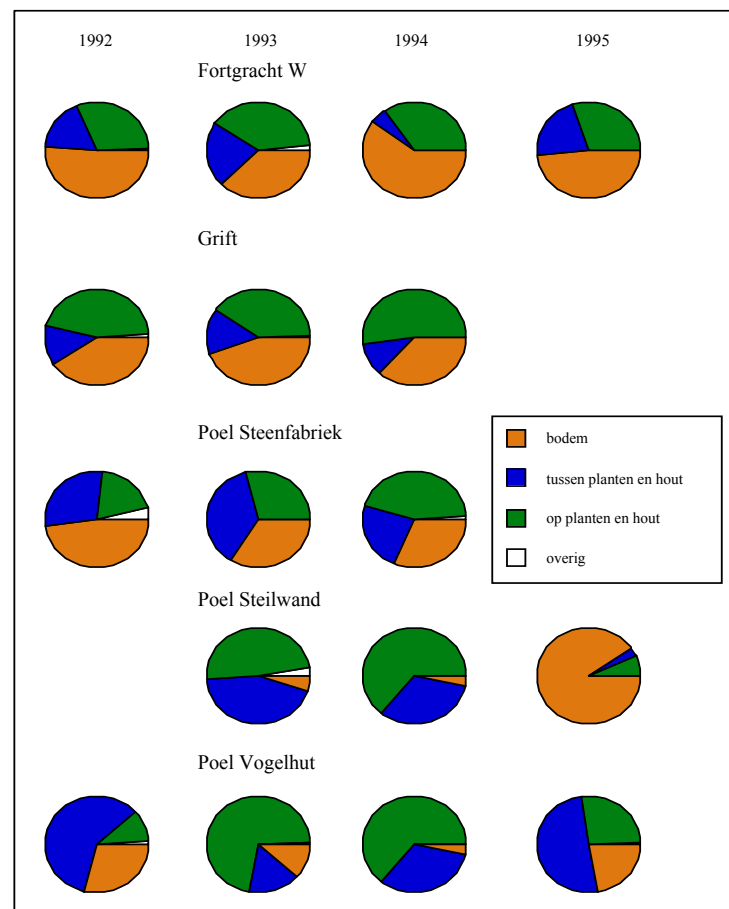 1992 1993 1994 1995
Fortgracht W
Grift
Poel Steenfabriek
bodem
tussen planten en hout
op planten en hout
overig
Poel Steilwand
Poel Vogelhut